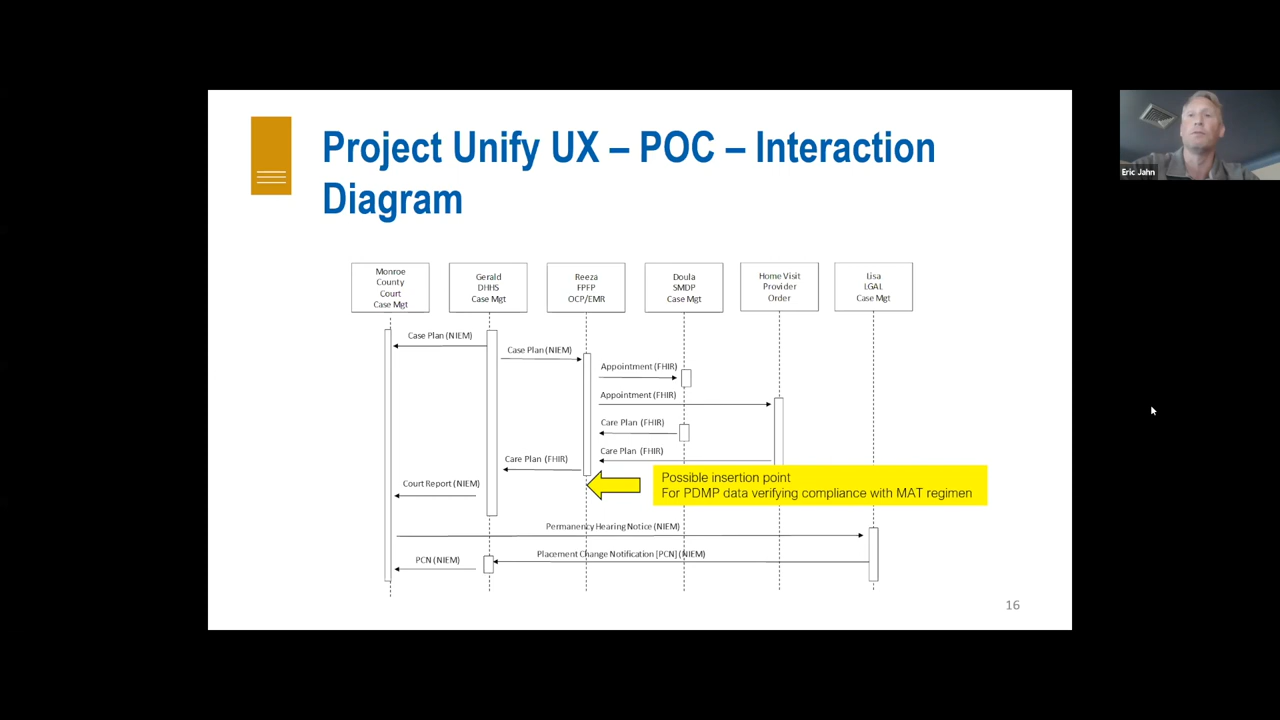 Project Unify UX – POC – Interaction
Diagram
Eric Jahn
Monroe
County
Court
Case Mgt
Gerald
DHHS
Case Mgt
Reeza
FPFP
OCP/EMR
Doula
SMDP
Case Mgt
Home Visit
Provider
Order
Lisa
LGAL
Case Mgt
Case Plan (NIEM)
Case Plan (NIEM)
Appointment (FHIR)
Appointment (FHIR)
Care Plan (FHIR)
Care Plan (FHIR)
Care Plan (FHIR)
Possible insertion point
For PDMP data verifying compliance with MAT regimen
Court Report (NIEM)
Permanency Hearing Notice (NIEM)
Placement Change Notification [PCN] (NIEM)
PCN (NIEM)
16